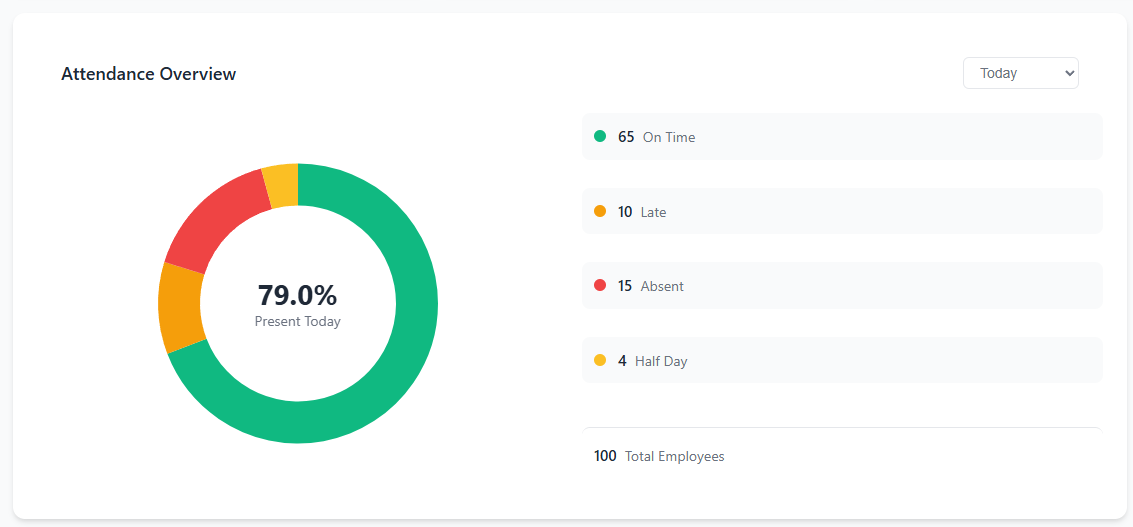 Attendance Overview
Today
79.0%
Present Today
65 On Time
10 Late
15 Absent
4 Half Day
100 Total Employees